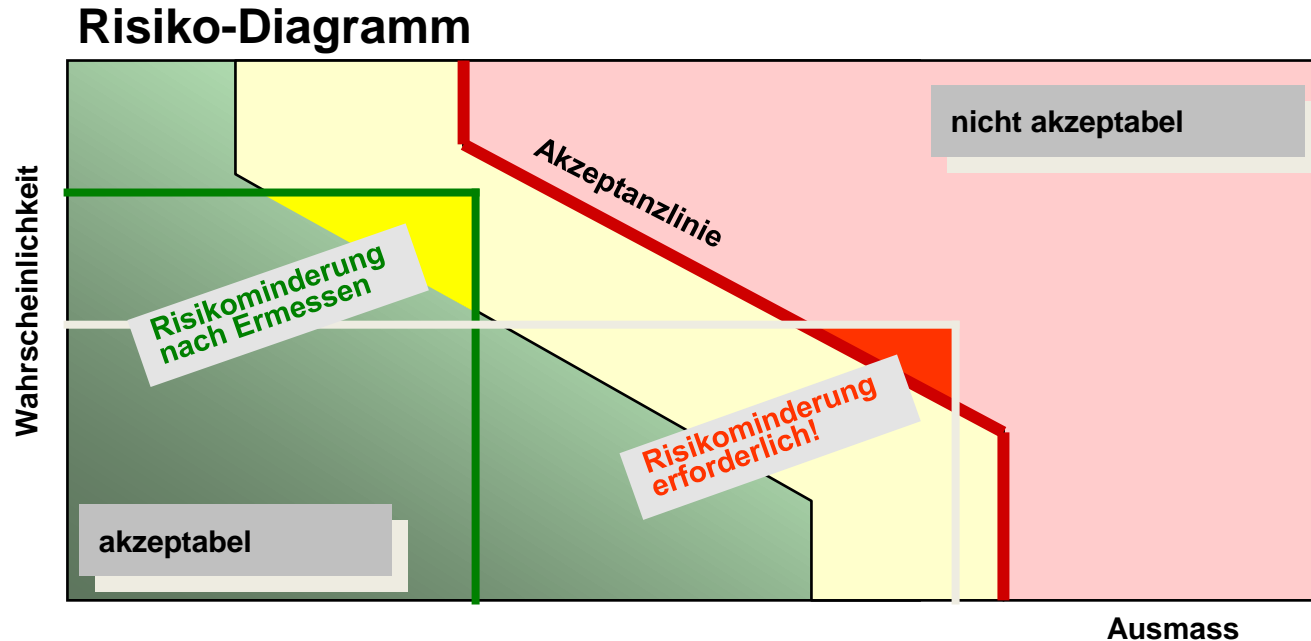 Risiko-Diagramm
nicht akzeptabel
Akzeptanzlinie
Wahrscheinlichkeit
Risikominderung
nach Ermessen
Risikominderung
erforderlich!
akzeptabel
Ausmass